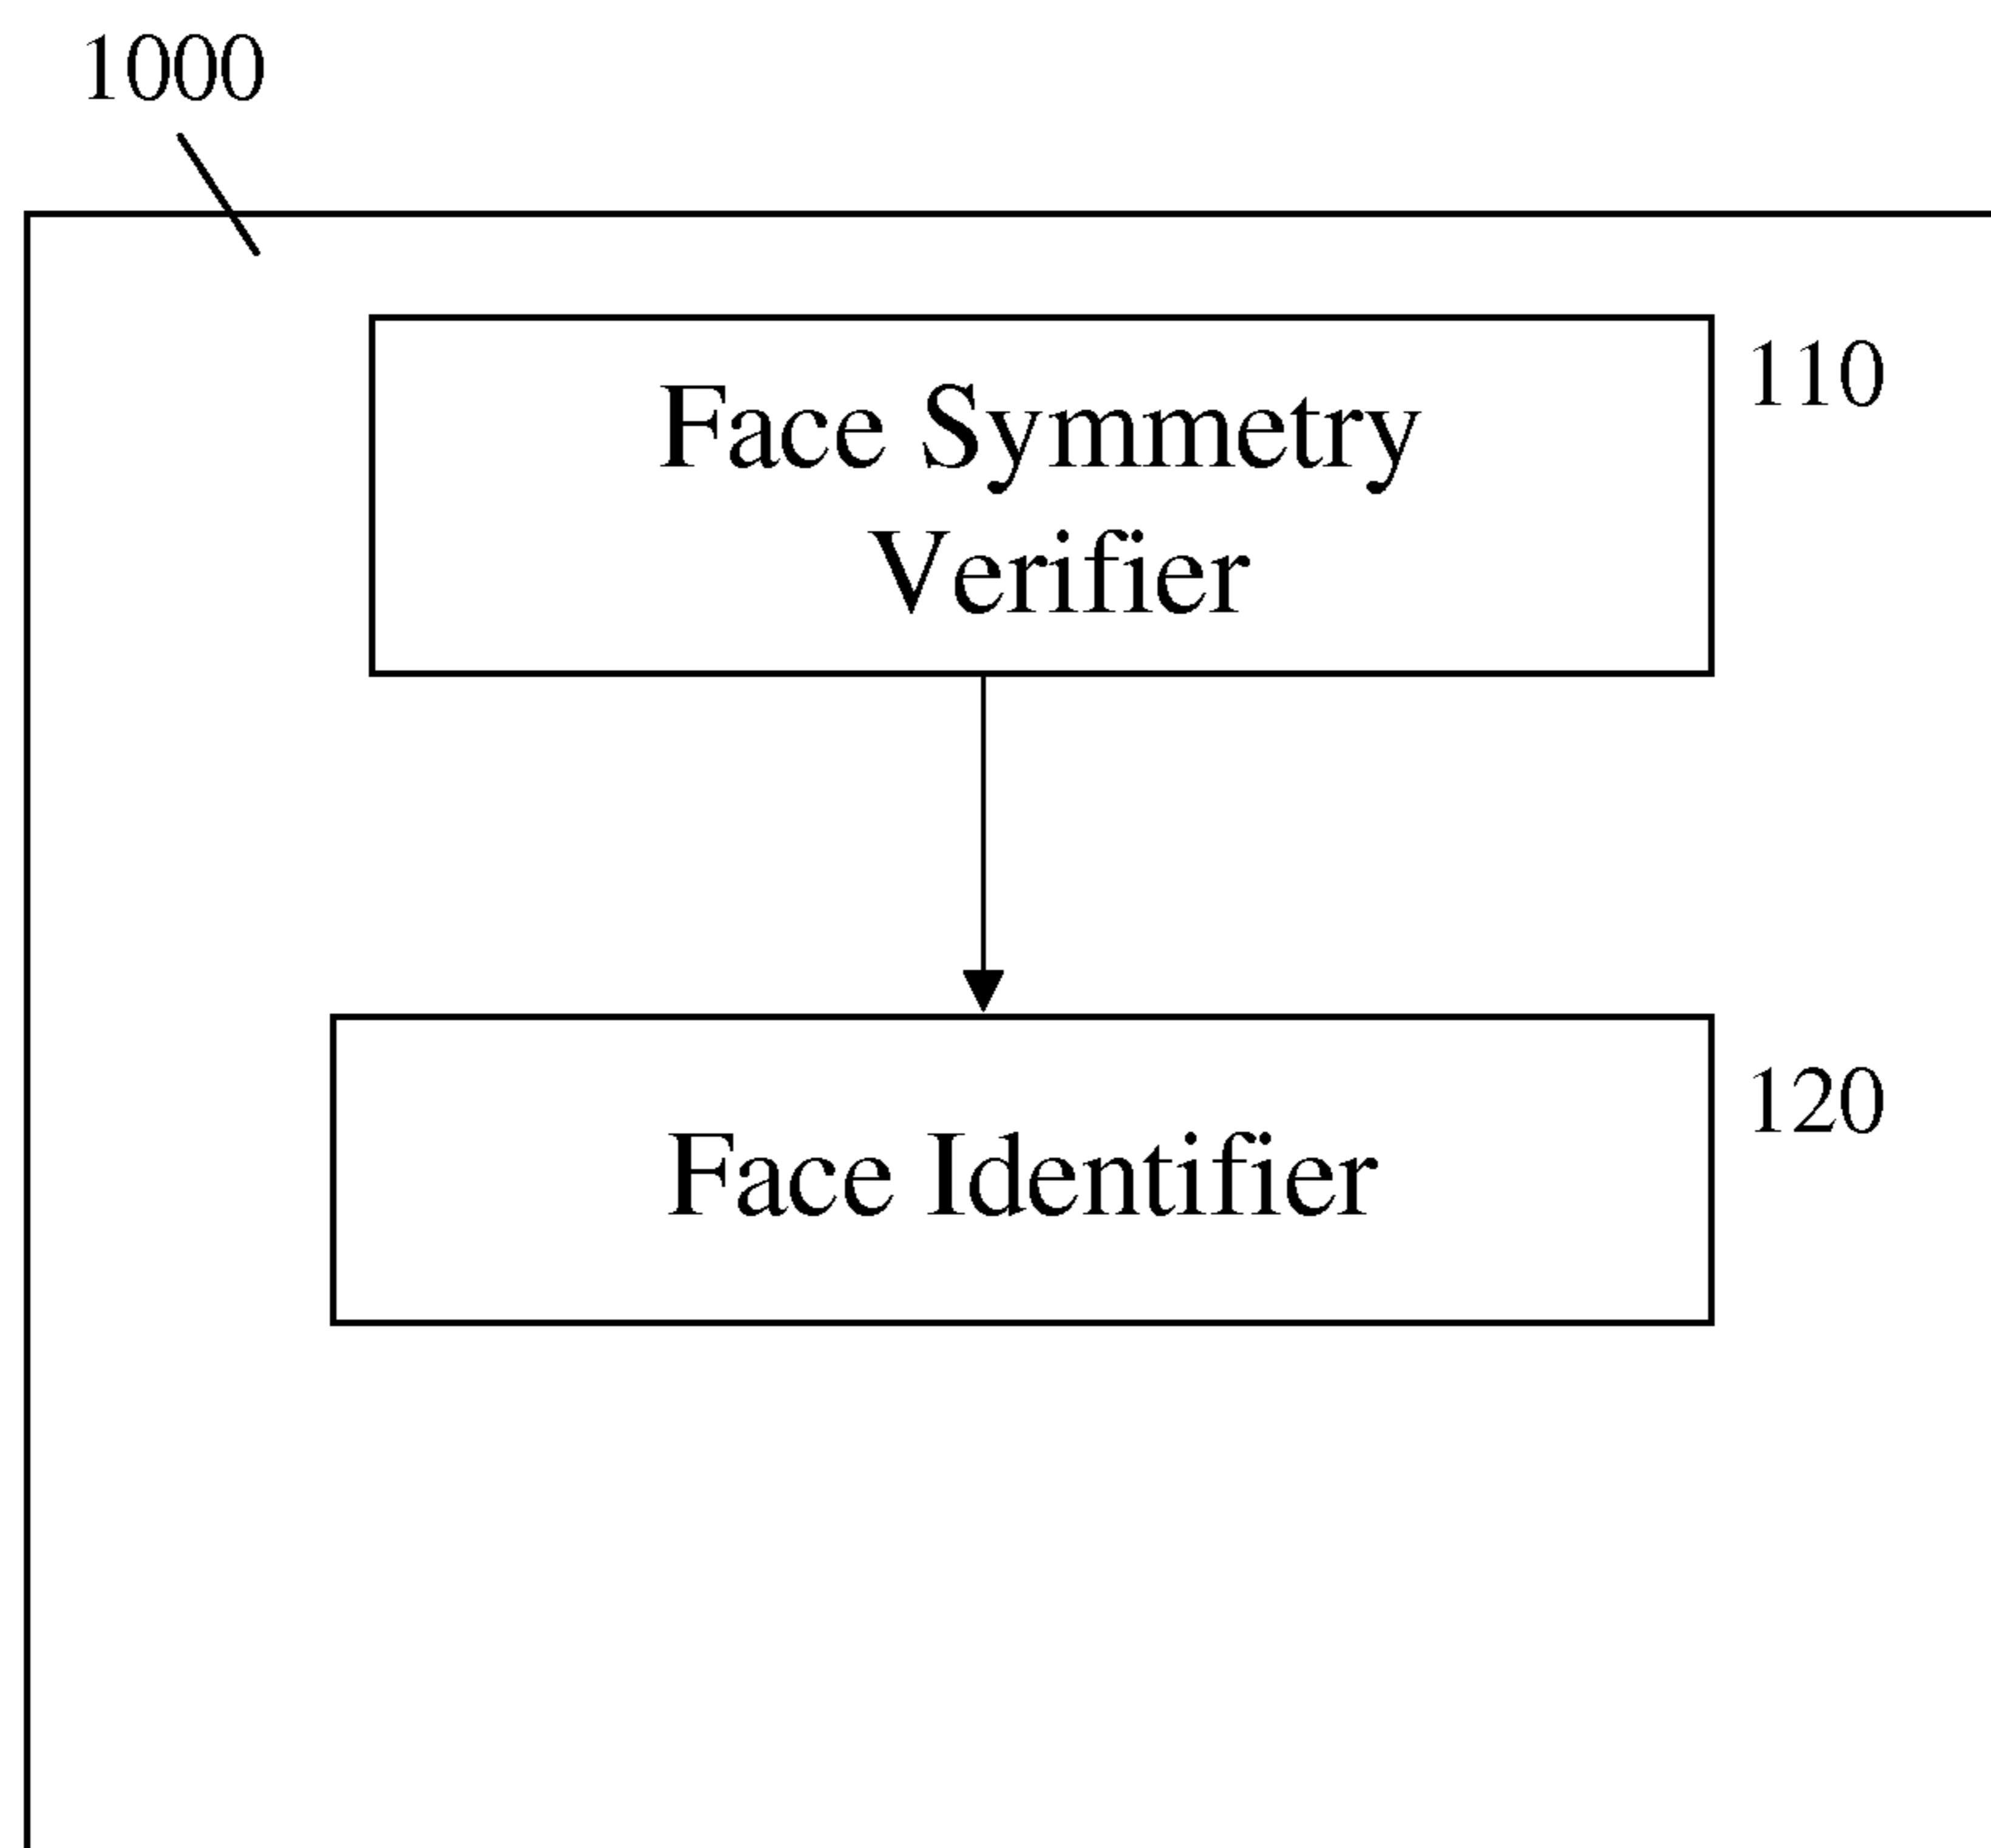 1000
Face Symmetry
Verifier
110
Face Identifier
120